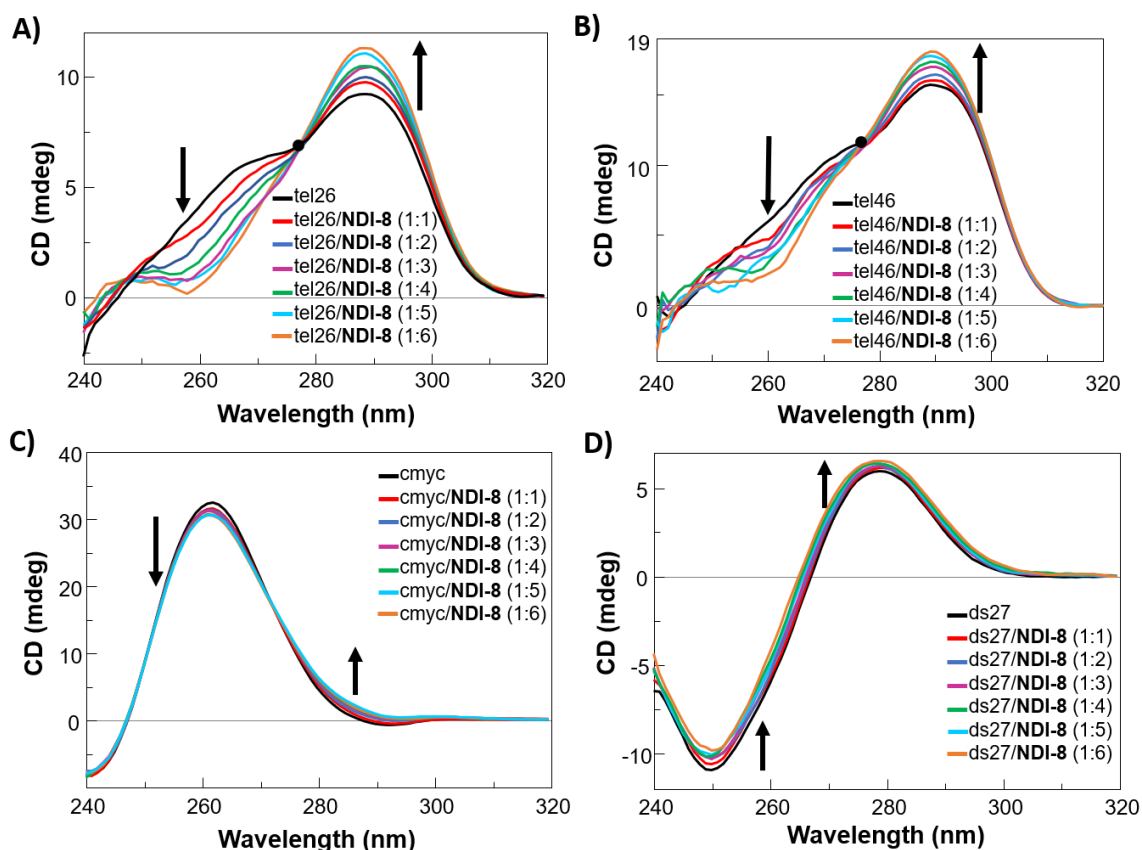 A)
CD (mdeg)
10
5
0
tel26
tel26/NDI-8 (1:1)
tel26/NDI-8 (1:2)
tel26/NDI-8 (1:3)
tel26/NDI-8 (1:4)
tel26/NDI-8 (1:5)
tel26/NDI-8 (1:6)
240 260 280 300 320
Wavelength (nm)
B)
CD (mdeg)
19
10
0
tel46
tel46/NDI-8 (1:1)
tel46/NDI-8 (1:2)
tel46/NDI-8 (1:3)
tel46/NDI-8 (1:4)
tel46/NDI-8 (1:5)
tel46/NDI-8 (1:6)
240 260 280 300 320
Wavelength (nm)
C)
CD (mdeg)
40
30
20
10
0
cmyc
cmyc/NDI-8 (1:1)
cmyc/NDI-8 (1:2)
cmyc/NDI-8 (1:3)
cmyc/NDI-8 (1:4)
cmyc/NDI-8 (1:5)
cmyc/NDI-8 (1:6)
240 260 280 300 320
Wavelength (nm)
D)
CD (mdeg)
5
0
-5
-10
ds27
ds27/NDI-8 (1:1)
ds27/NDI-8 (1:2)
ds27/NDI-8 (1:3)
ds27/NDI-8 (1:4)
ds27/NDI-8 (1:5)
ds27/NDI-8 (1:6)
240 260 280 300 320
Wavelength (nm)